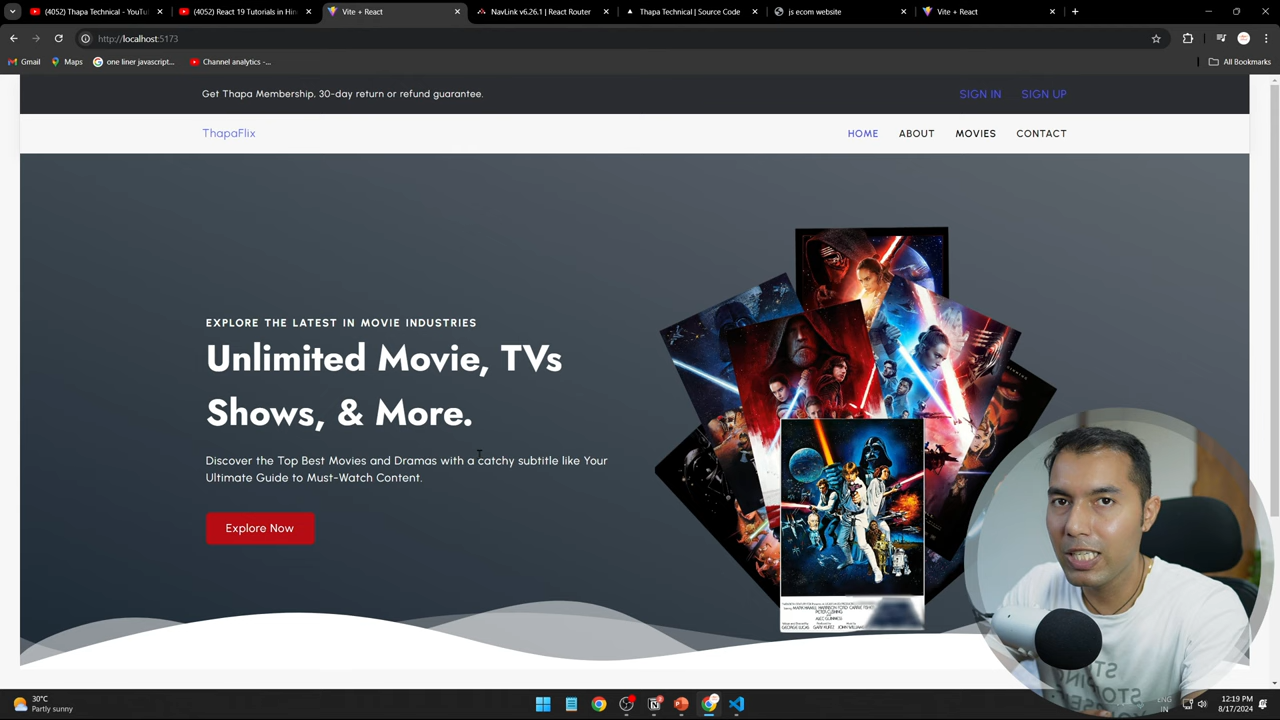 (4052) Thapa Technical - YouTu
(4052) React 19 Tutorials in Hin
Vite + React
NavLink v6.26.1 | React Router
Thapa Technical | Source Code
js ecom website
Vite + React
http://localhost:5173
Gmail
Maps
one liner javascript...
Channel analytics -...
All Bookmarks
Get Thapa Membership, 30-day return or refund guarantee.
SIGN IN
SIGN UP
ThapaFlix
HOME
ABOUT
MOVIES
CONTACT
EXPLORE THE LATEST IN MOVIE INDUSTRIES
Unlimited Movie, TVs
Shows, & More.
Discover the Top Best Movies and Dramas with a catchy subtitle like Your
Ultimate Guide to Must-Watch Content.
Explore Now
30°C
Partly sunny
ENG
IN
12:19 PM
8/17/2024